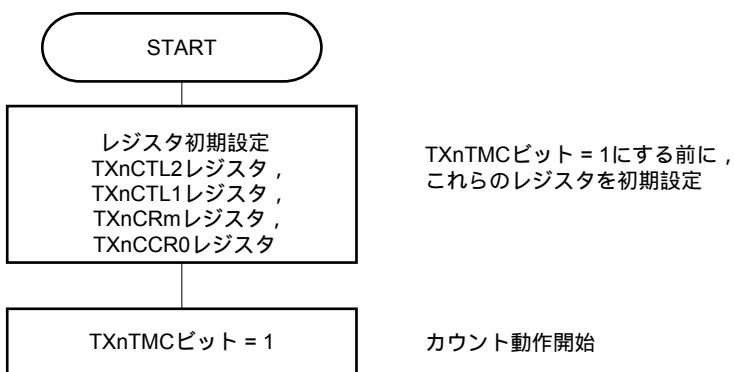 START
レジスタ初期設定
TXnCTL2レジスタ，
TXnCTL1レジスタ，
TXnCRmレジスタ，
TXnCCR0レジスタ
TXnTMCビット = 1にする前に，
これらのレジスタを初期設定
TXnTMCビット = 1
カウント動作開始